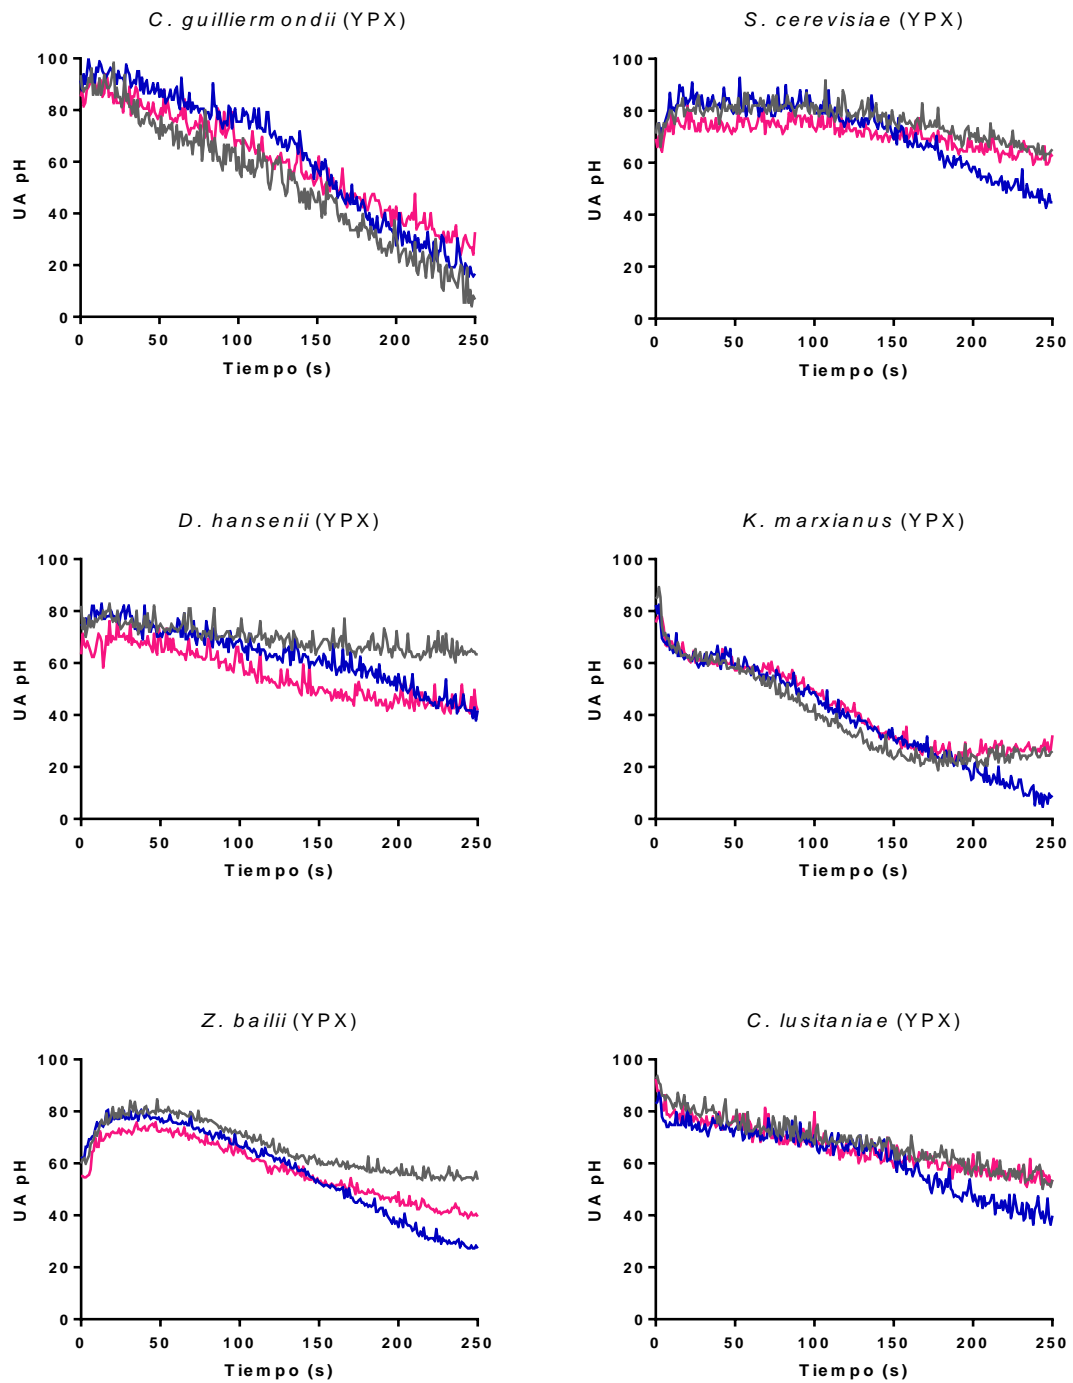 C. guilliermondii (YPX)
UA pH
100
80
60
40
20
0
0 50 100 150 200 250
Tiempo (s)
S. cerevisiae (YPX)
UA pH
100
80
60
40
20
0
0 50 100 150 200 250
Tiempo (s)
D. hansenii (YPX)
UA pH
100
80
60
40
20
0
0 50 100 150 200 250
Tiempo (s)
K. marxianus (YPX)
UA pH
100
80
60
40
20
0
0 50 100 150 200 250
Tiempo (s)
Z. bailii (YPX)
UA pH
100
80
60
40
20
0
0 50 100 150 200 250
Tiempo (s)
C. lusitaniae (YPX)
UA pH
100
80
60
40
20
0
0 50 100 150 200 250
Tiempo (s)